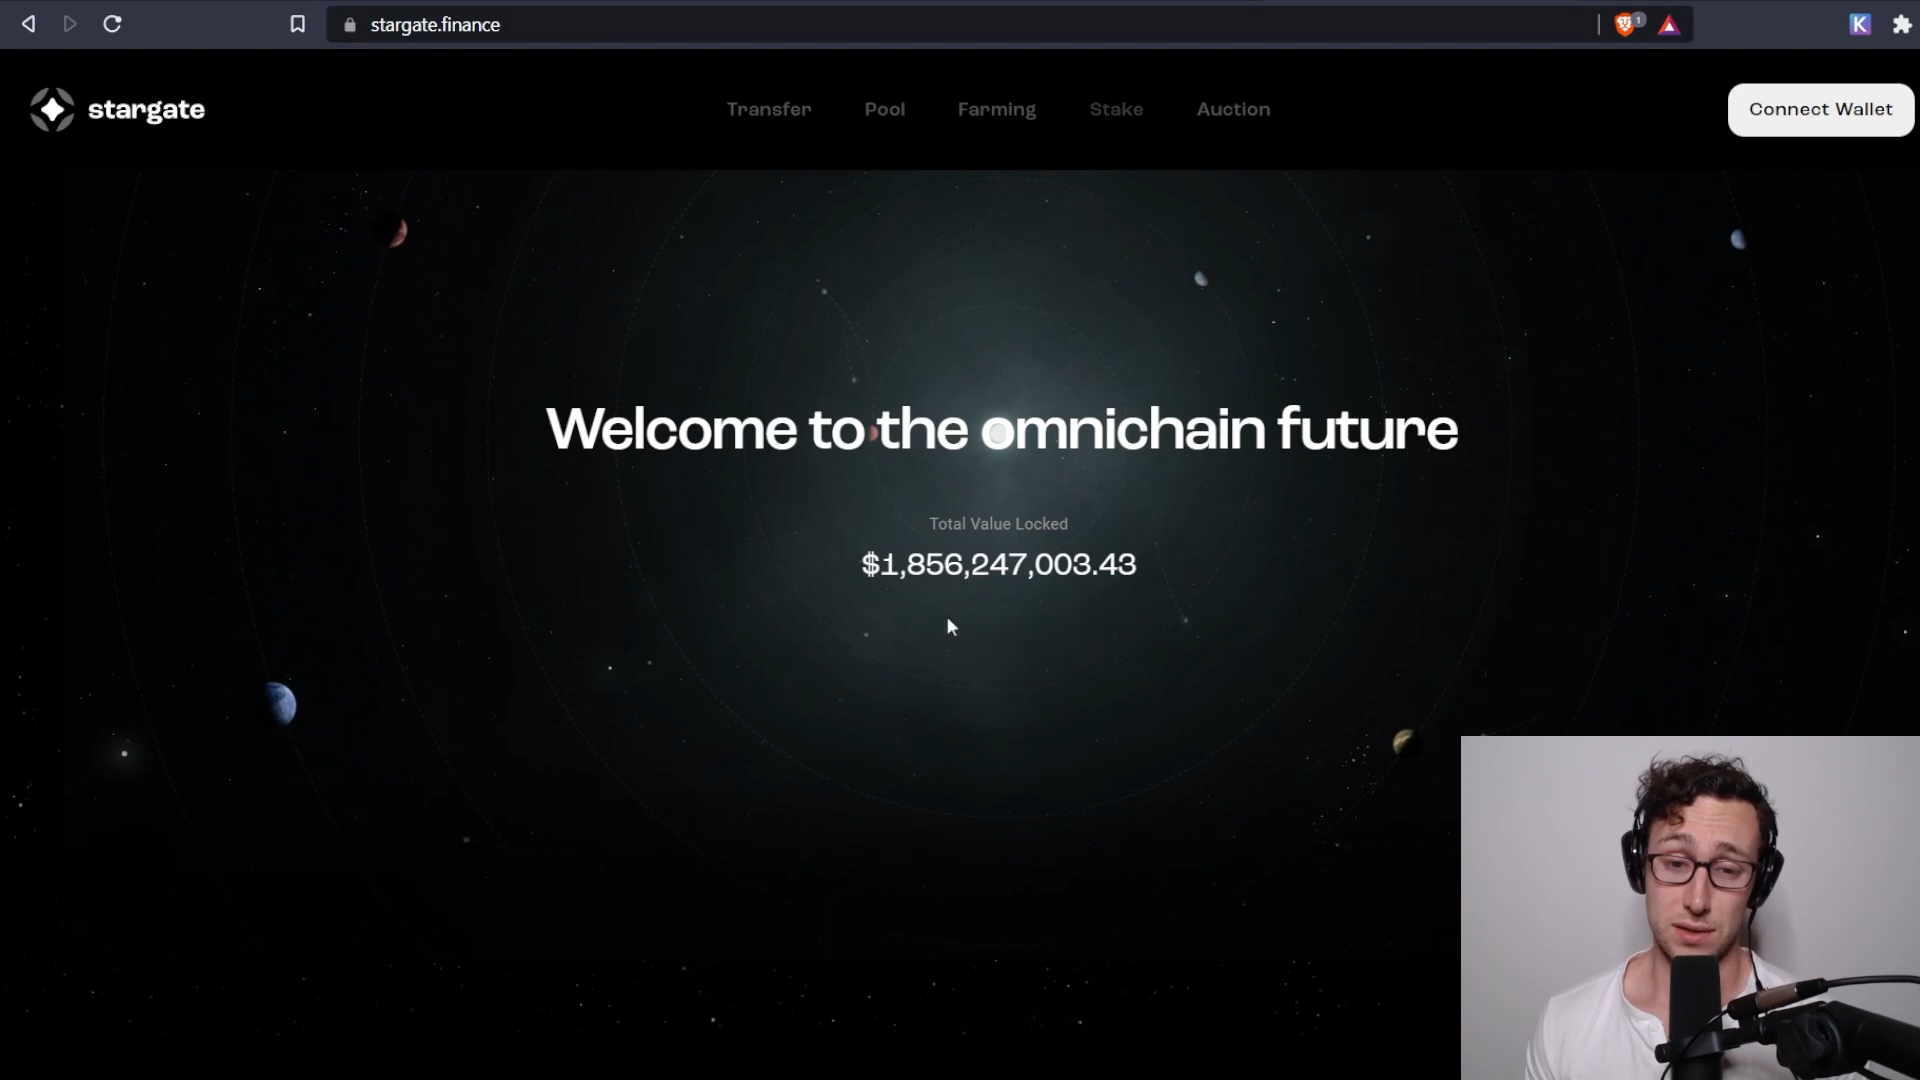 stargate.finance
1
K
stargate
Transfer
Pool
Farming
Stake
Auction
Connect Wallet
Welcome to the omnichain future
Total Value Locked
$1,856,247,003.43